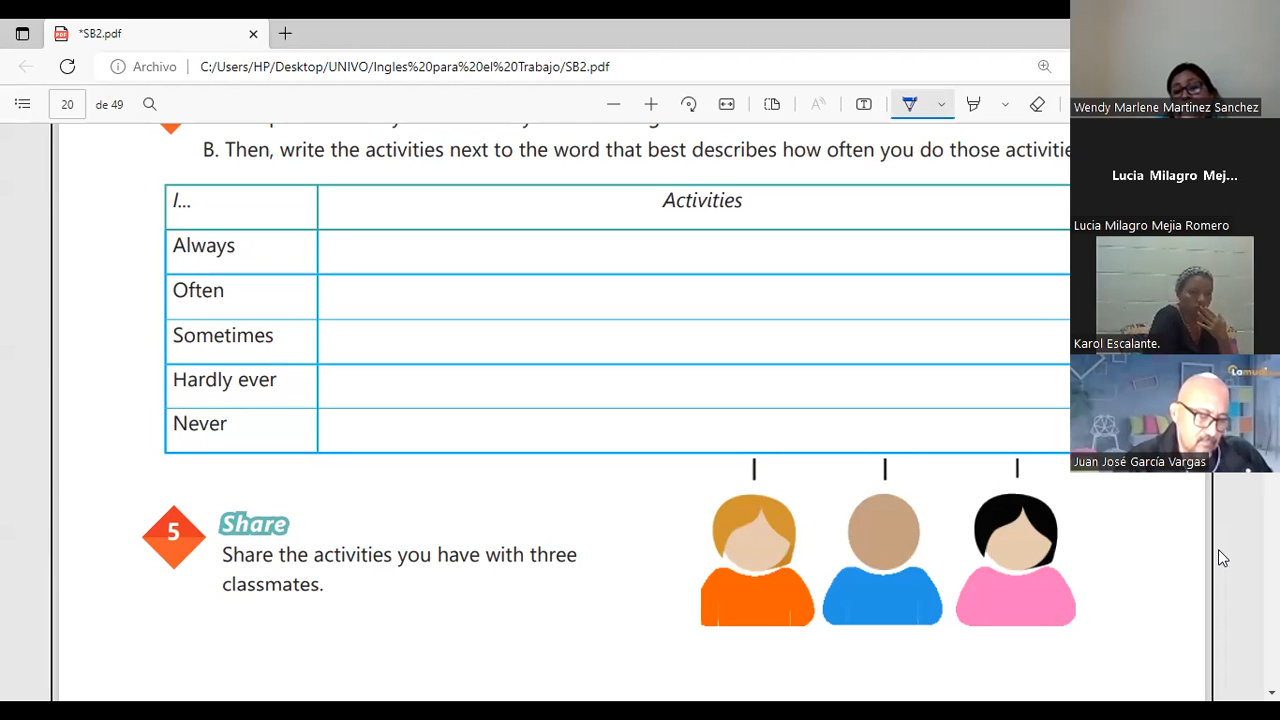 *SB2.pdf
Archivo
C:/Users/HP/Desktop/UNIVO/Ingles%20para%20el%20Trabajo/SB2.pdf
20 de 49
B. Then, write the activities next to the word that best describes how often you do those activitie
I... Activities
Always
Often
Sometimes
Hardly ever
Never
5 Share
Share the activities you have with three
classmates.
Wendy Marlene Martinez Sanchez
Lucia Milagro Mej...
Lucia Milagro Mejia Romero
Karol Escalante.
Juan José García Vargas